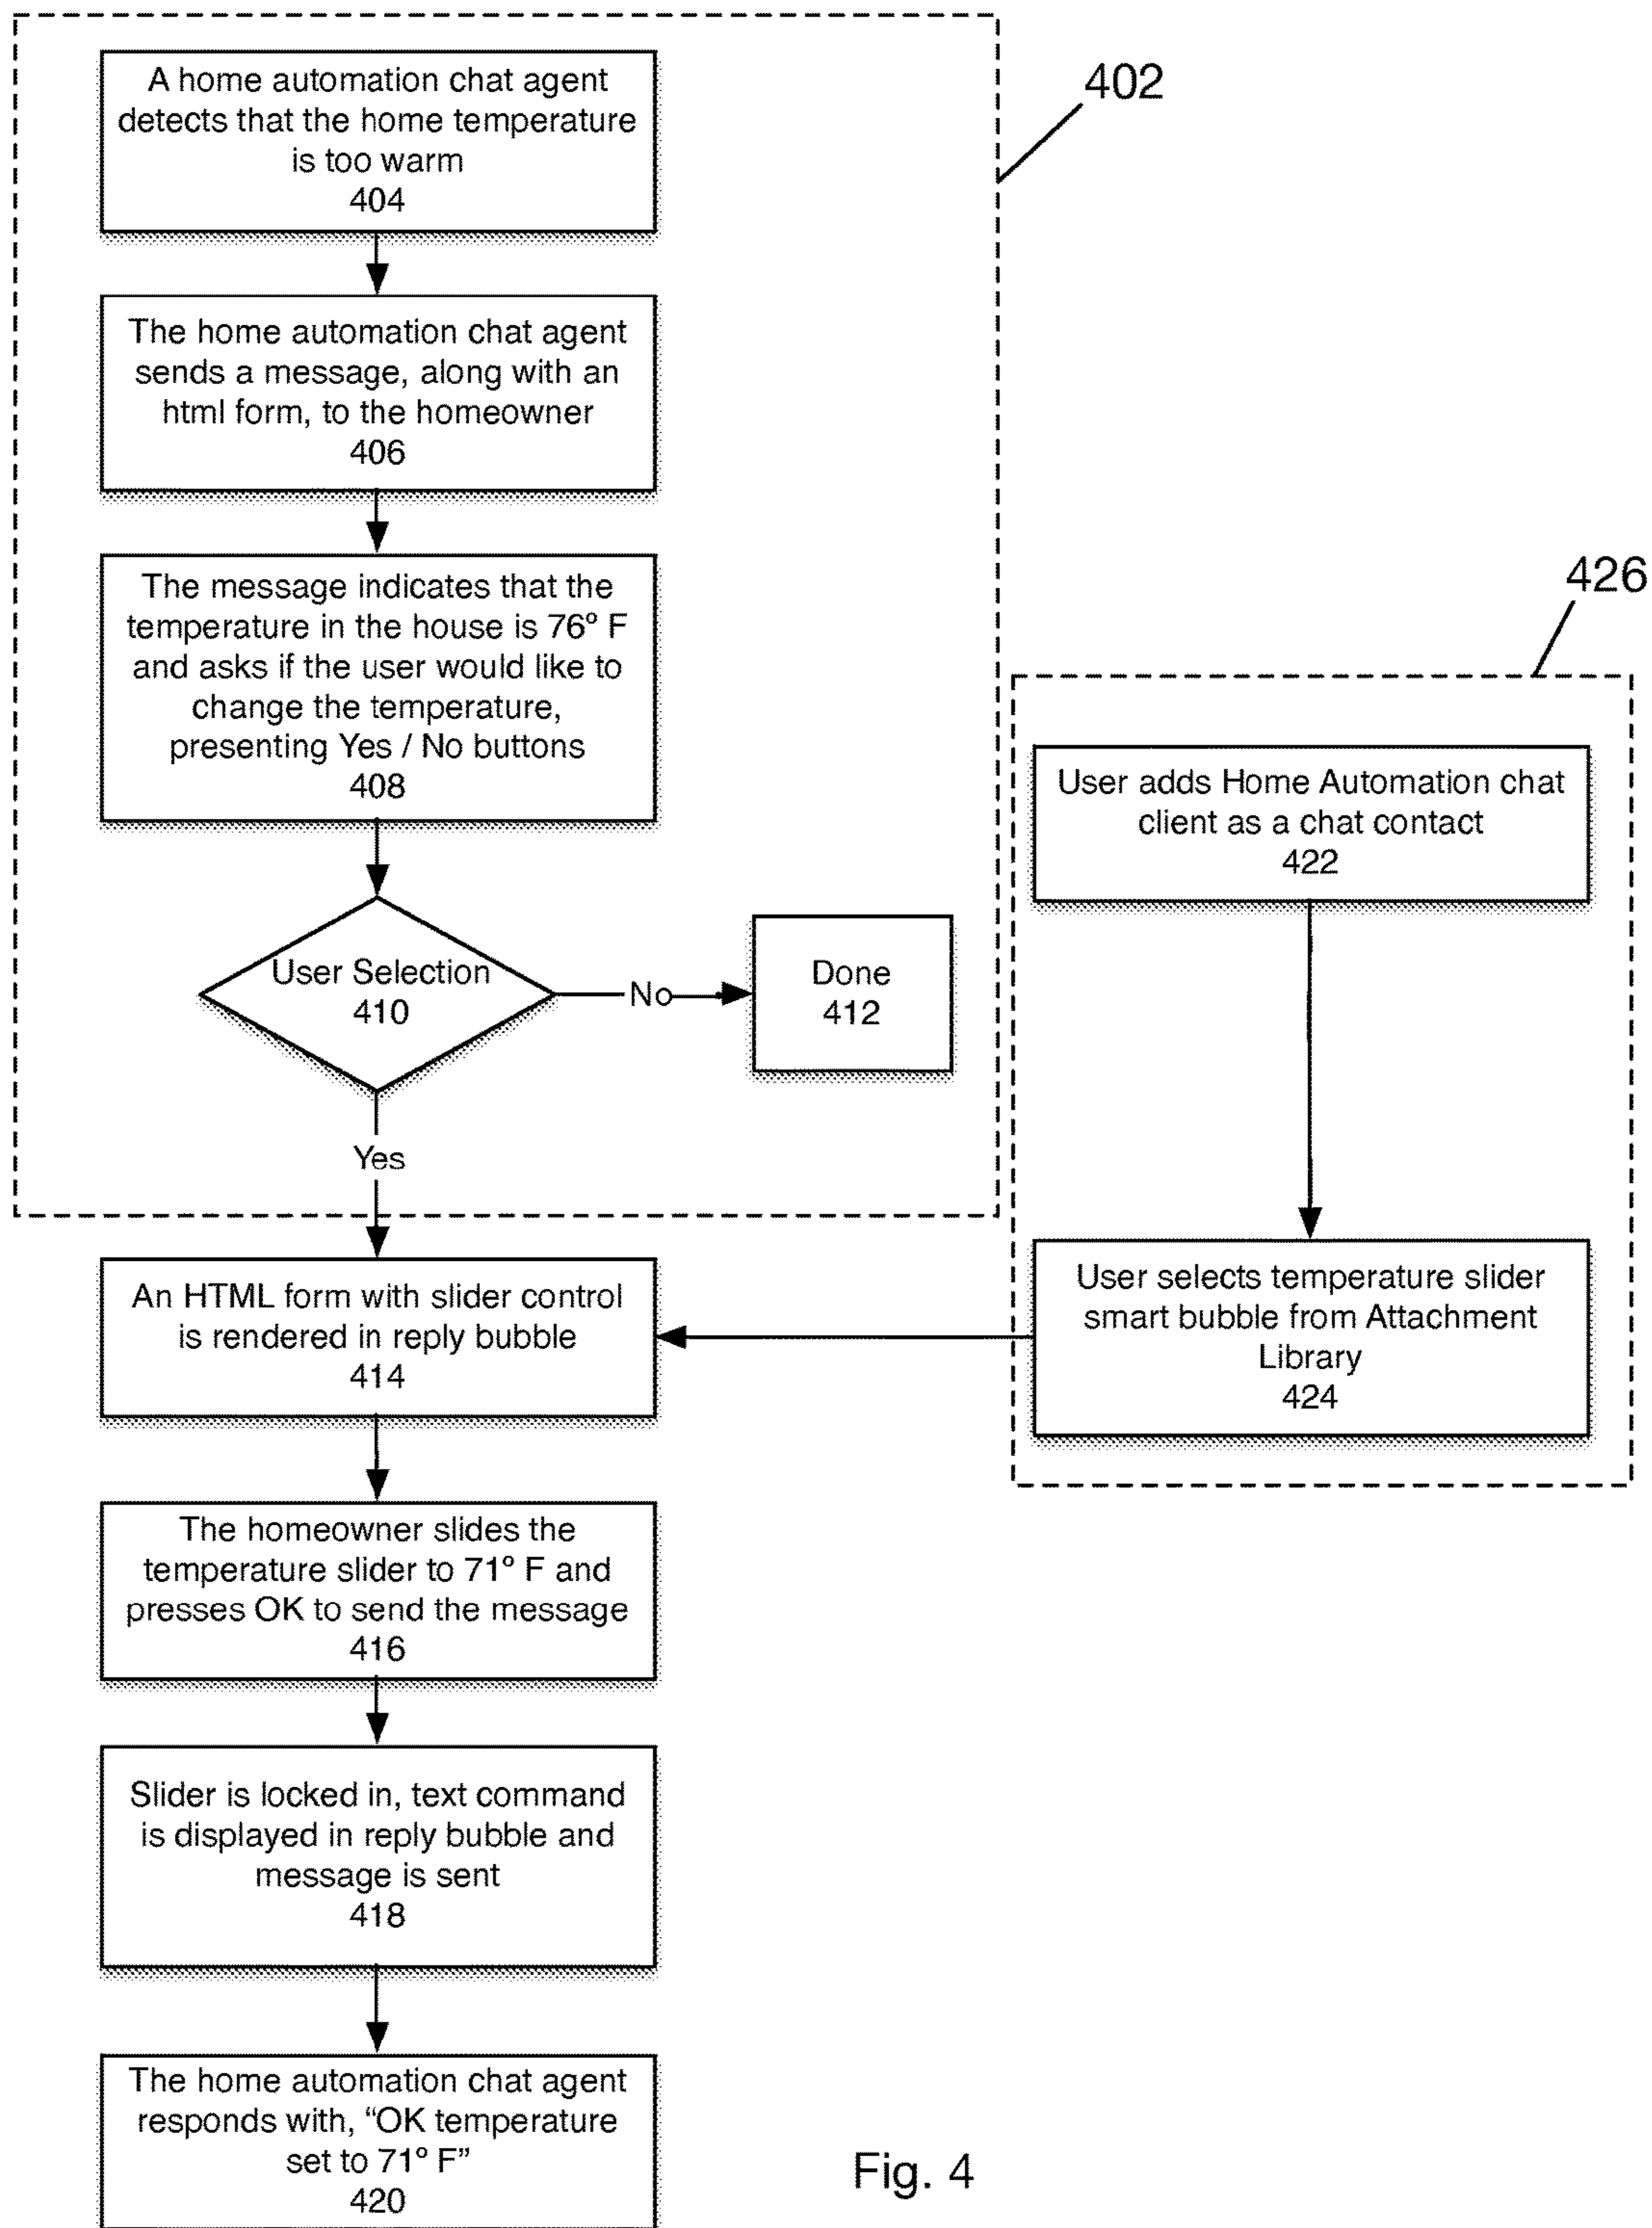 A home automation chat agent
detects that the home temperature
is too warm
404
402
The home automation chat agent
sends a message, along with an
html form, to the homeowner
406
The message indicates that the
temperature in the house is 76° F
and asks if the user would like to
change the temperature,
presenting Yes / No buttons
408
426
User adds Home Automation chat
client as a chat contact
422
User Selection
410
No
Done
412
Yes
An HTML form with slider control
is rendered in reply bubble
414
User selects temperature slider
smart bubble from Attachment
Library
424
The homeowner slides the
temperature slider to 71° F and
presses OK to send the message
416
Slider is locked in, text command
is displayed in reply bubble and
message is sent
418
The home automation chat agent
responds with, “OK temperature
set to 71° F”
420
Fig. 4